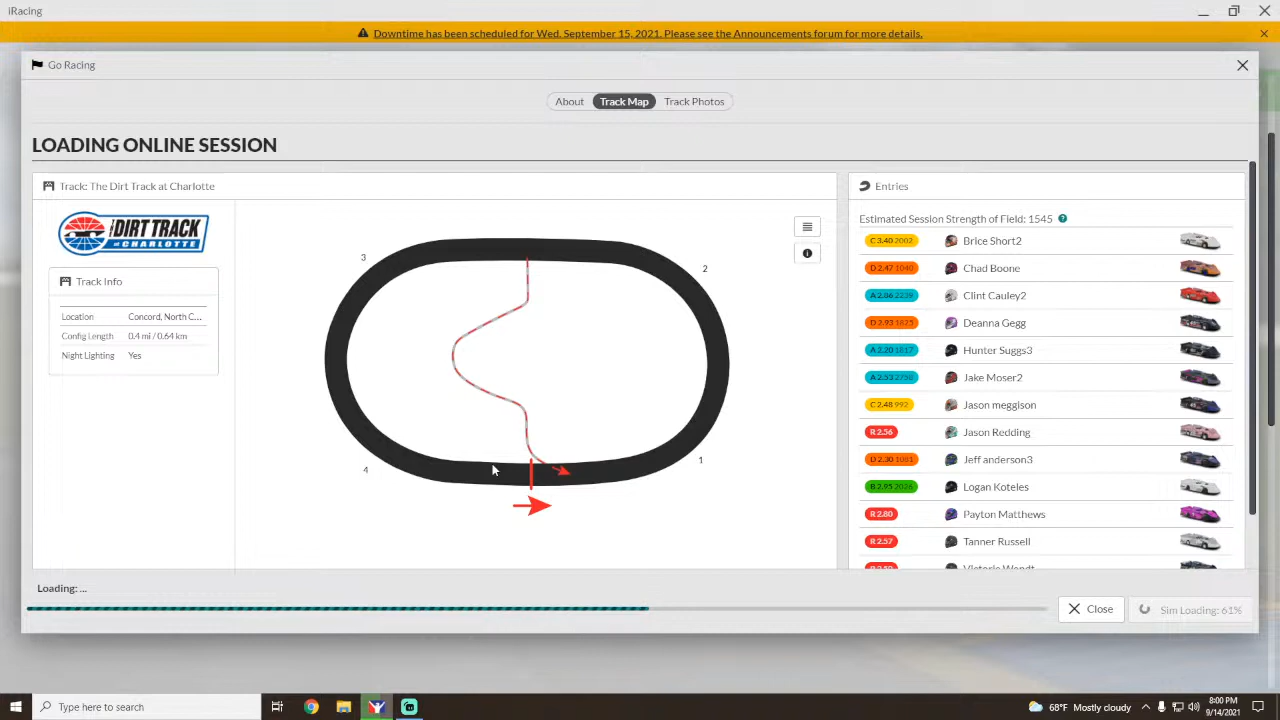 iRacing
Downtime has been scheduled for Wed, September 15, 2021. Please see the Announcements forum for more details.
Go Racing
About
Track Map
Track Photos
LOADING ONLINE SESSION
Track: The Dirt Track at Charlotte
THE DIRT TRACK
AT CHARLOTTE
Track Info
Location Concord, North C...
Config Length 0.4 mi / 0.64 km
Night Lighting Yes
3
2
4
1
Entries
Estimated Session Strength of Field: 1545
C 3.40 2002 Brice Short2
D 2.47 1040 Chad Boone
Clint Cauley2
D 2.93 1825 Deanna Gegg
A 2.20 1817 Hunter Suggs3
A 2.53 2758 Jake Moser2
C 2.48 992 Jason meggison
R 2.56 Jason Redding
D 2.30 1081 Jeff anderson3
B 2.95 2026 Logan Koteles
R 2.80 Payton Matthews
R 2.57 Tanner Russell
Victoria Wendt
Loading: ...
Close
Sim Loading: 61%
Type here to search
68°F Mostly cloudy
8:00 PM
9/14/2021